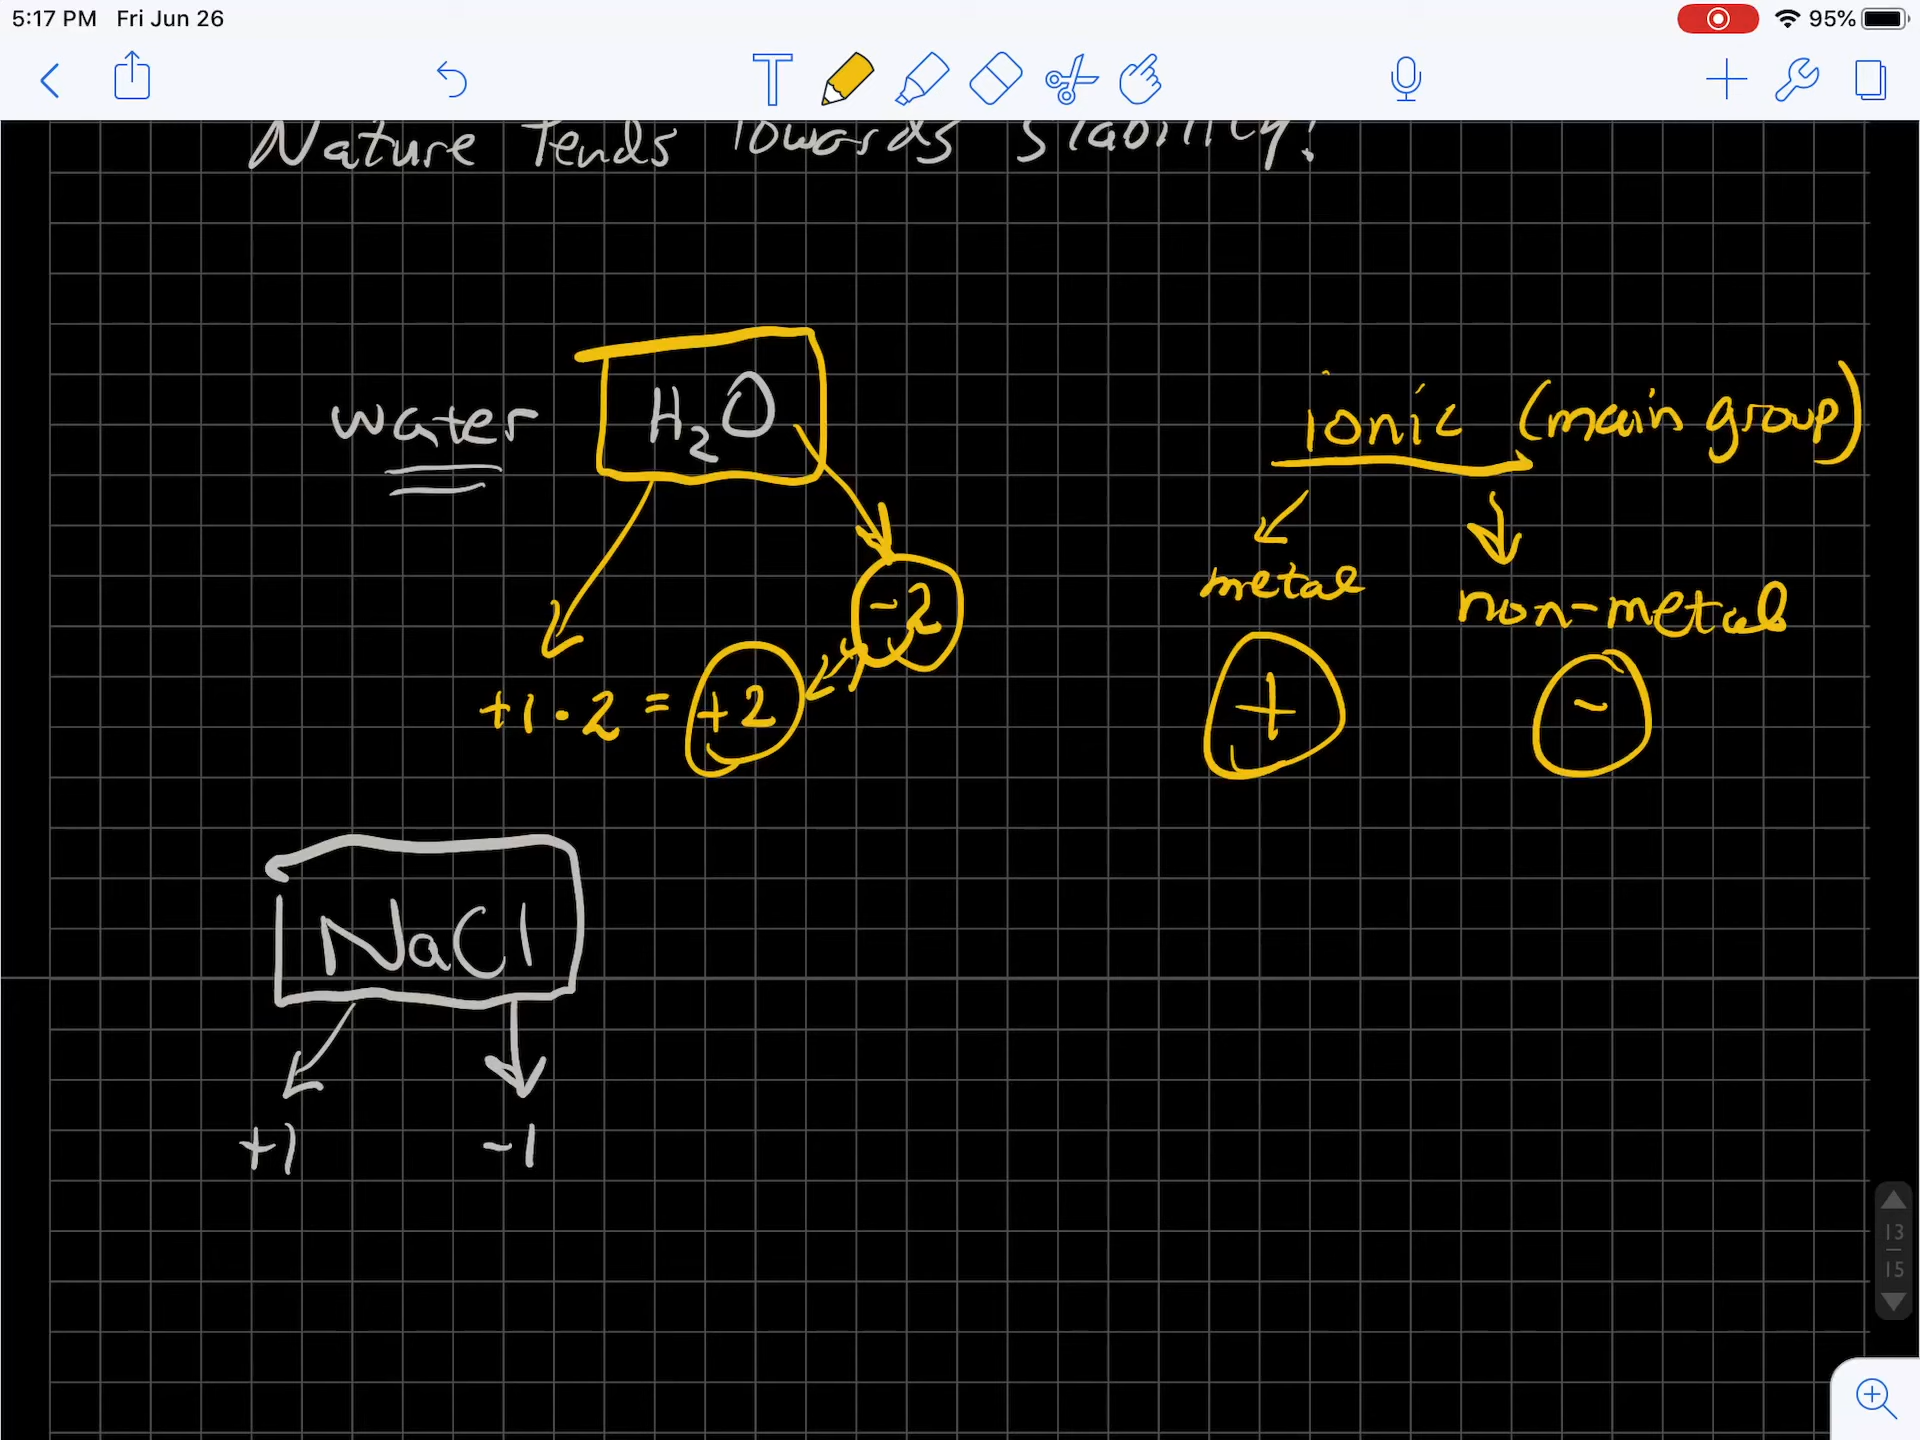 5:17 PM Fri Jun 26 95%
Nature Tends Towards Stability!
water H₂O
ionic (main group)
metal non-metal
-2
+1 · 2 = +2
+ -
NaCl
+1 -1
13
15